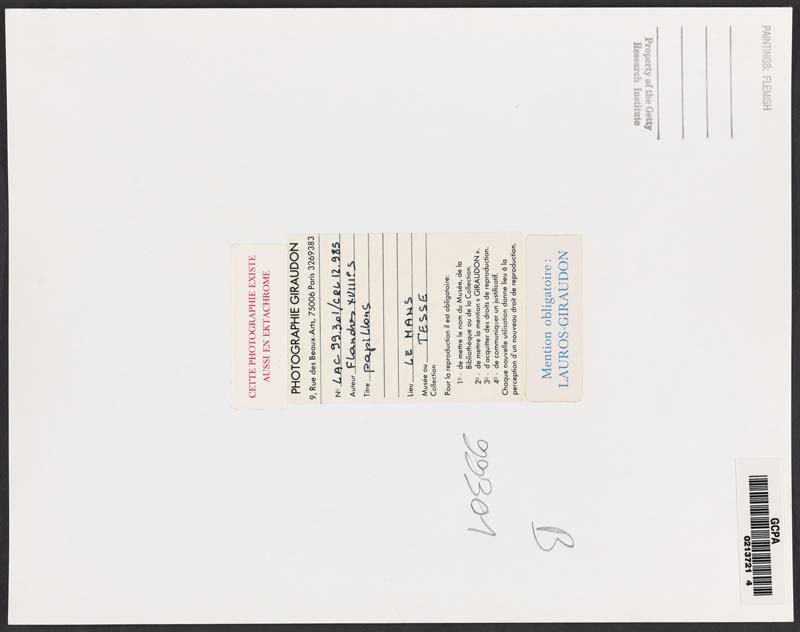 CETTE PHOTOGRAPHIE EXISTE
AUSSI EN EKTACHROME
PHOTOGRAPHIE GIRAUDON
9, Rue des Beaux-Arts, 75006 Paris 3269383
N° LAC 99301/CRL 12.985
Auteur Flandres XVIII°s
Titre papillons
Lieu LE MANS
Musée ou TESSE
Collection
Pour la reproduction il est obligatoire:
1° - de mettre le nom du Musée, de la
Bibliothèque ou de la Collection.
2° - de mettre la mention « GIRAUDON ».
3° - d'acquitter des droits de reproduction.
4° - de communiquer un justificatif.
Chaque nouvelle utilisation donne lieu à la
perception d'un nouveau droit de reproduction.
Mention obligatoire :
LAUROS-GIRAUDON
99301
B
Property of the Getty
Research Institute
PAINTINGS: FLEMISH
GCPA
0213721 4